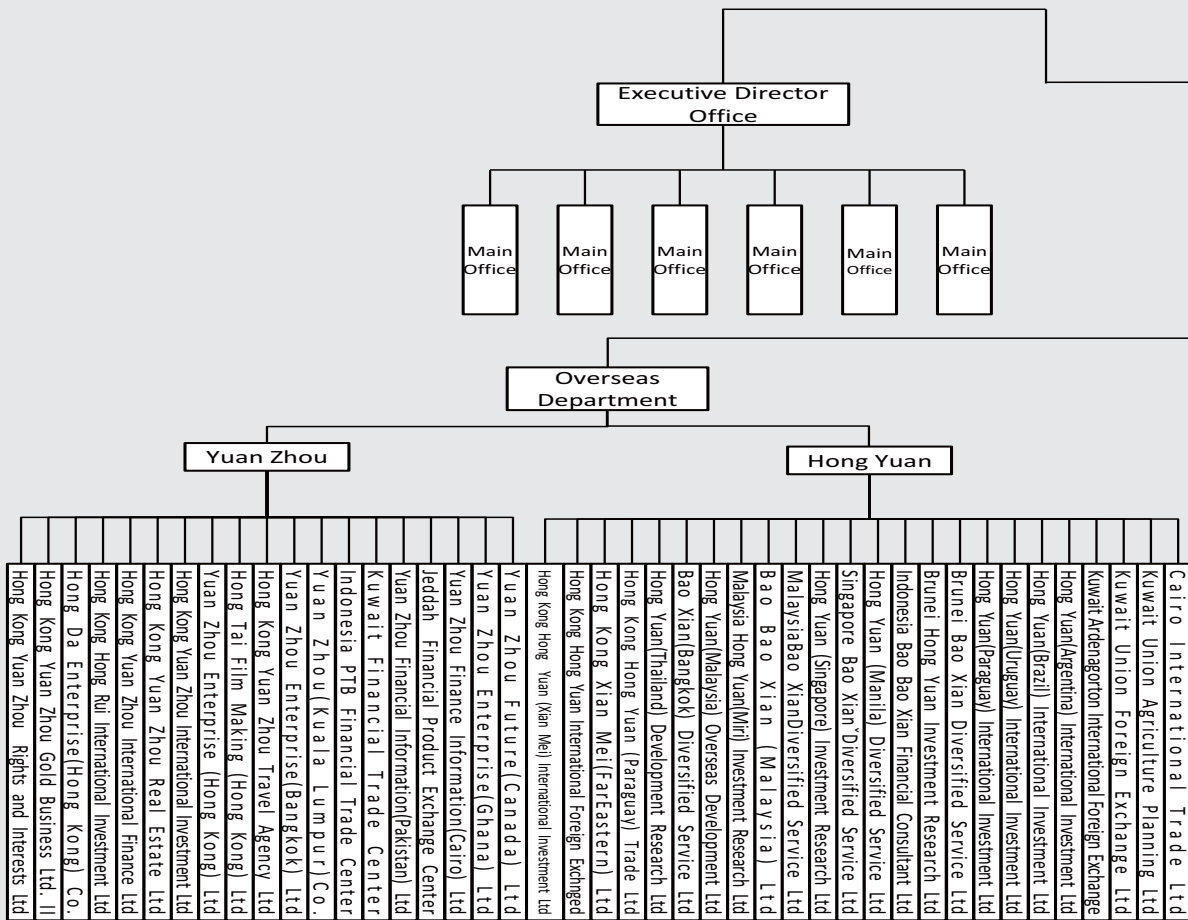 Executive Director
Office
Main
Office
Main
Office
Main
Office
Main
Office
Main
Office
Main
Office
Overseas
Department
Yuan Zhou
Hong Yuan
Hong Kong Yuan Zhou Rights and Interests Ltd
Hong Kong Yuan Zhou Gold Business Ltd. II
Hong Da Enterprise(Hong Kong) Co.
Hong Kong Hong Rui International Investment Ltd
Hong Kong Yuan Zhou International Finance Ltd
Hong Kong Yuan Zhou Real Estate Ltd
Hong Kong Yuan Zhou International Investment Ltd
Yuan Zhou Enterprise (Hong Kong) Ltd
Hong Tai Film Making (Hong Kong) Ltd
Hong Kong Yuan Zhou Travel Agency Ltd
Yuan Zhou Enterprise(Bangkok) Ltd
Yuan Zhou(Kuala Lumpur)Co.
Indonesia PTB Financial Trade Center
Kuwait Financial Trade Center
Yuan Zhou Financial Information(Pakistan) Ltd
Jeddah Financial Product Exchange Center
Yuan Zhou Finance Information(Cairo) Ltd
Yuan Zhou Enterprise(Ghana) Ltd
Yuan Zhou Future(Canada) Ltd
Hong Kong Hong Yuan (Xian Mei) International Investment Ltd
Hong Kong Hong Yuan International Foreign Exchnged
Hong Kong Xian Mei(FarEastern) Ltd
Hong Kong Hong Yuan (Paraguay) Trade Ltd
Hong Yuan(Thailand) Development Research Ltd
Bao Xian(Bangkok) Diversified Service Ltd
Hong Yuan(Malaysia) Overseas Development Ltd
Malaysia Hong Yuan(Miri) Investment Research Ltd
Bao Bao Xian (Malaysia) Ltd
MalaysiaBao XianDiversified Service Ltd
Hong Yuan (Singapore) Investment Research Ltd
Singapore Bao Xian`Diversified Service Ltd
Hong Yuan (Manila) Diversified Service Ltd
Indonesia Bao Bao Xian Financial Consultant Ltd
Brunei Hong Yuan Investment Research Ltd
Brunei Bao Xian Diversified Service Ltd
Hong Yuan(Paraguay) International Investment Ltd
Hong Yuan(Uruguay) International Investment Ltd
Hong Yuan(Brazil) International Investment Ltd
Hong Yuan(Argentina) International Investment Ltd
Kuwait Ardenagorton International Foreign Exchange
Kuwait Union Foreign Exchange Ltd
Kuwait Union Agriculture Planning Ltd
Cairo International Trade Ltd